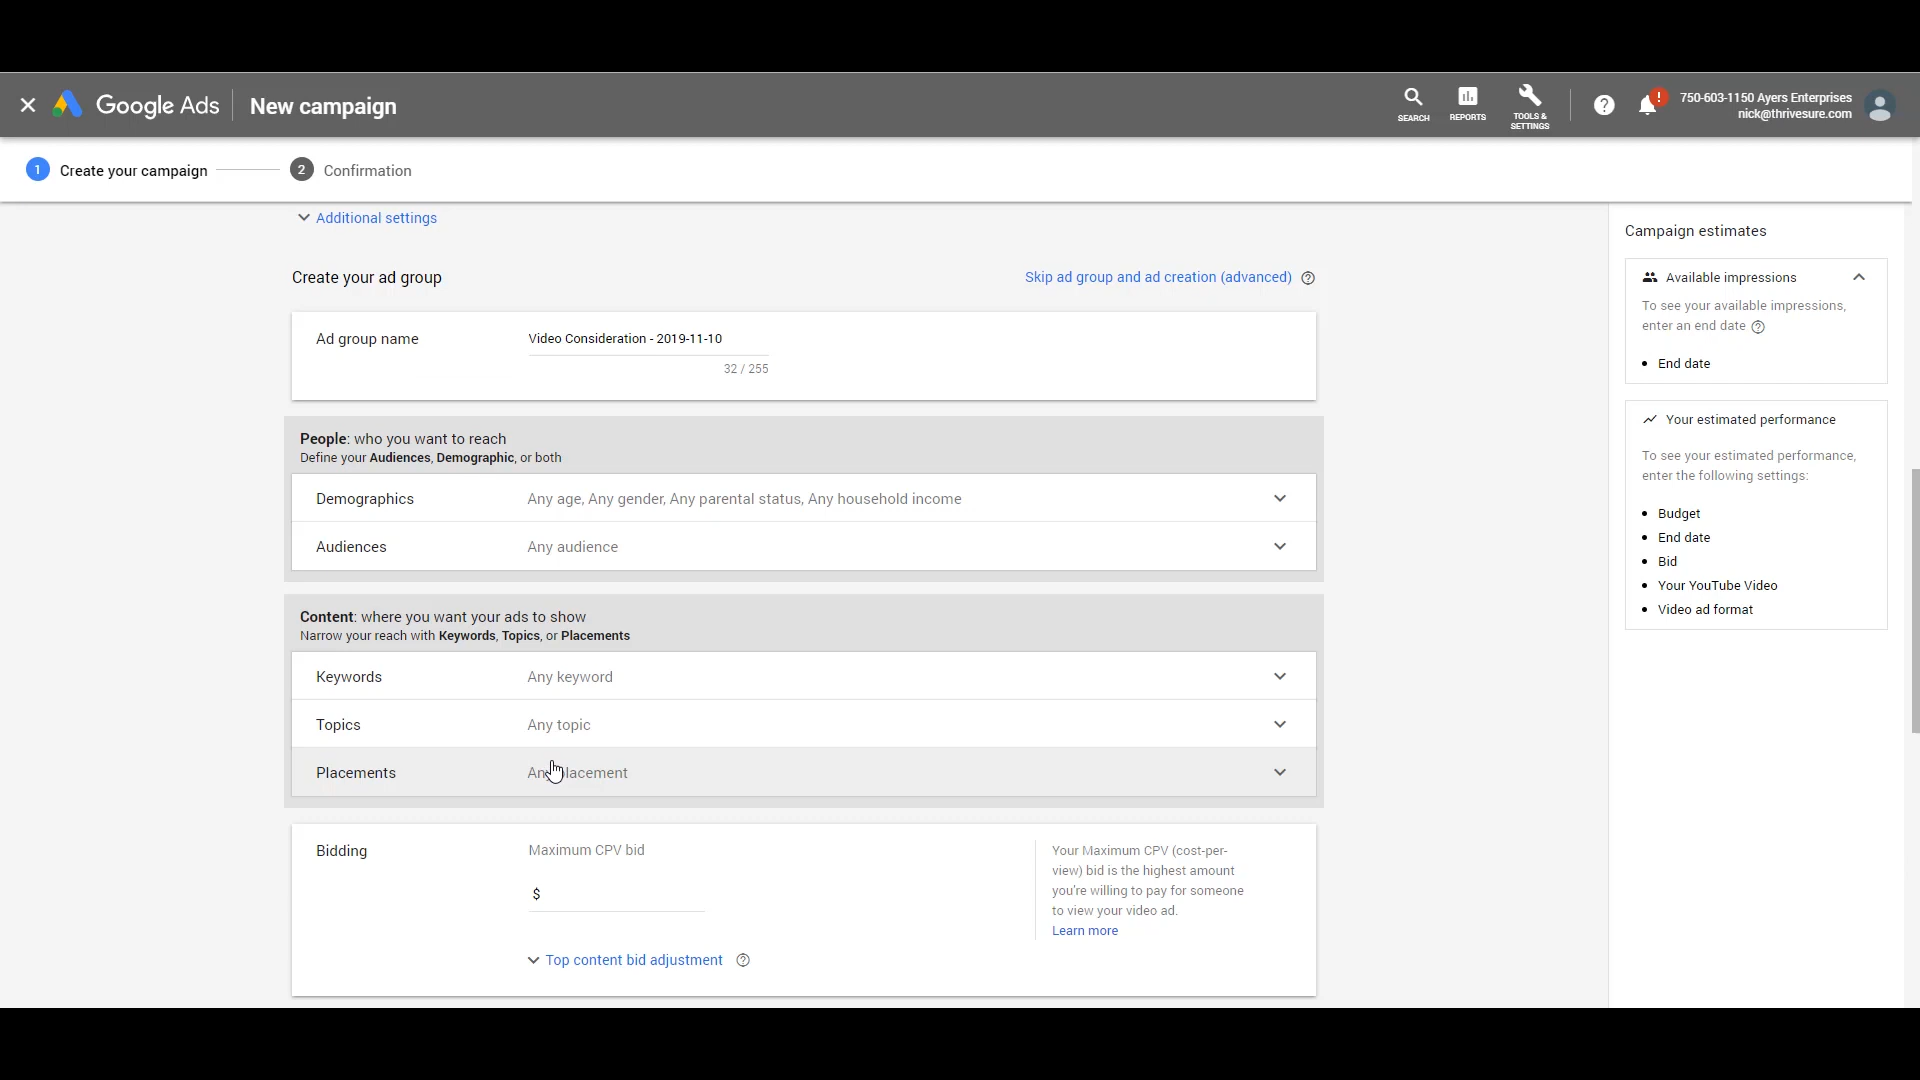 Google Ads
New campaign
SEARCH
REPORTS
TOOLS &
SETTINGS
!
750-603-1150 Ayers Enterprises
nick@thrivesure.com
1 Create your campaign
2 Confirmation
Additional settings
Create your ad group
Skip ad group and ad creation (advanced)
Ad group name
Video Consideration - 2019-11-10
32 / 255
People: who you want to reach
Define your Audiences, Demographic, or both
Demographics
Any age, Any gender, Any parental status, Any household income
Audiences
Any audience
Content: where you want your ads to show
Narrow your reach with Keywords, Topics, or Placements
Keywords
Any keyword
Topics
Any topic
Placements
Any placement
Bidding
Maximum CPV bid
$
Top content bid adjustment
Your Maximum CPV (cost-per-
view) bid is the highest amount
you're willing to pay for someone
to view your video ad.
Learn more
Campaign estimates
Available impressions
To see your available impressions,
enter an end date
• End date
Your estimated performance
To see your estimated performance,
enter the following settings:
• Budget
• End date
• Bid
• Your YouTube Video
• Video ad format